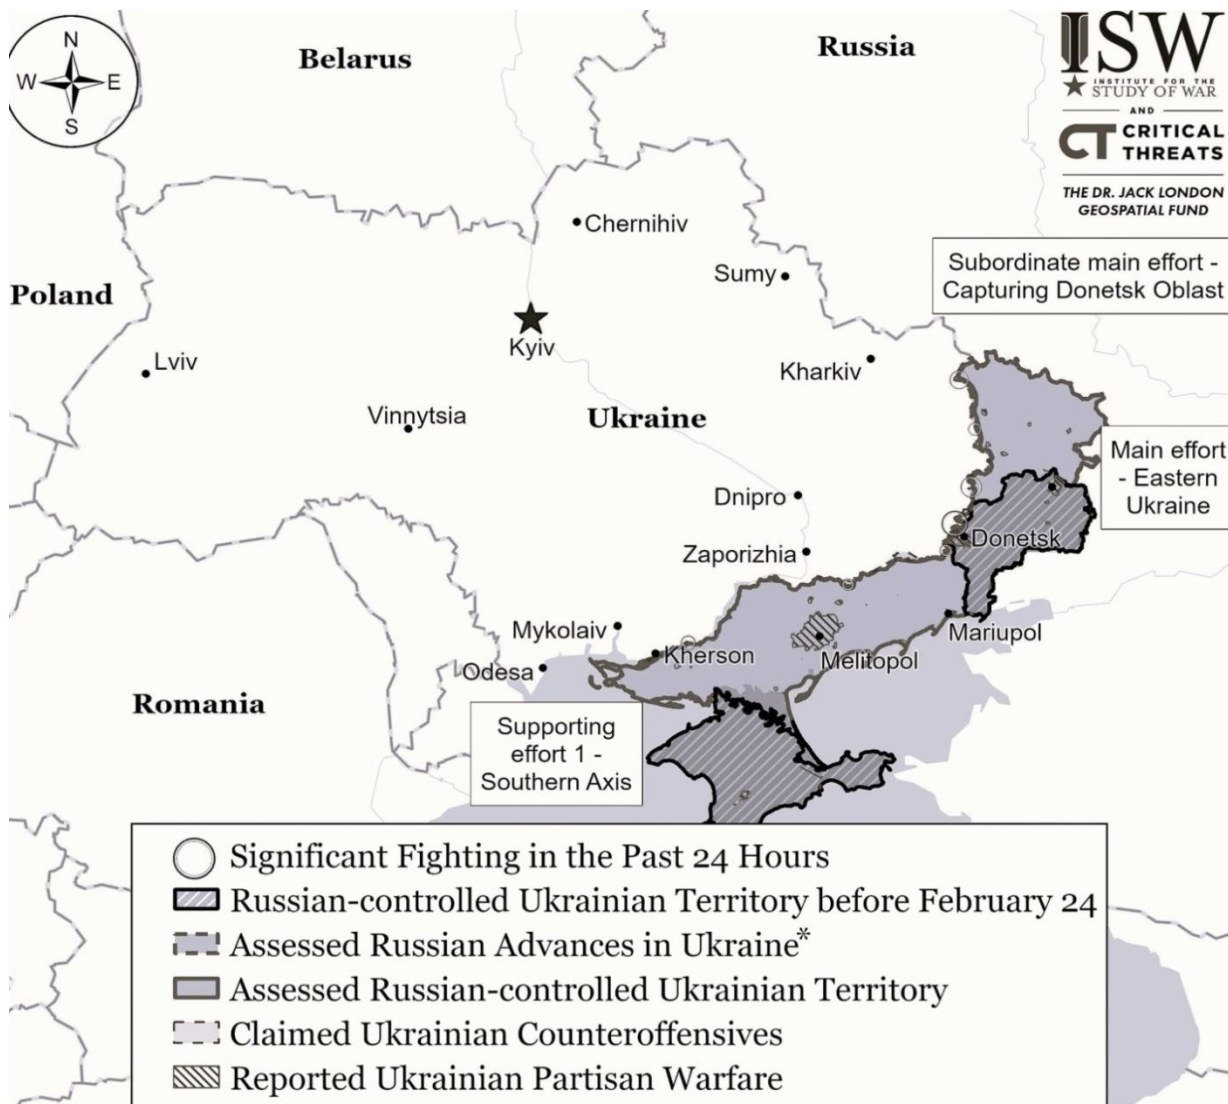 N
W E
S
Belarus
Russia
ISW
INSTITUTE FOR THE
STUDY OF WAR
AND
CT CRITICAL
THREATS
THE DR. JACK LONDON
GEOSPATIAL FUND
Chernihiv
Sumy
Subordinate main effort -
Capturing Donetsk Oblast
Poland
Kyiv
Lviv
Kharkiv
Vinnytsia
Ukraine
Main effort
- Eastern
Ukraine
Dnipro
Donetsk
Zaporizhia
Mykolaiv
Mariupol
Kherson
Melitopol
Odesa
Romania
Supporting
effort 1 -
Southern Axis
Significant Fighting in the Past 24 Hours
Russian-controlled Ukrainian Territory before February 24
Assessed Russian Advances in Ukraine*
Assessed Russian-controlled Ukrainian Territory
Claimed Ukrainian Counteroffensives
Reported Ukrainian Partisan Warfare